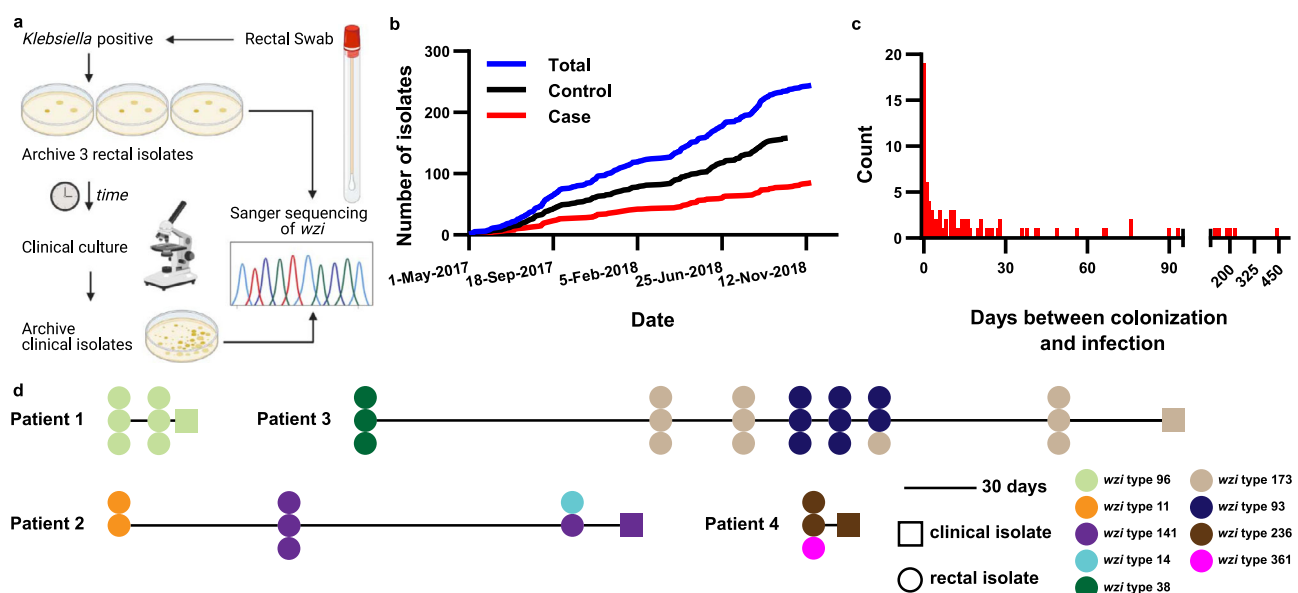 a
Klebsiella positive
Rectal Swab
Archive 3 rectal isolates
time
Clinical culture
Sanger sequencing
of wzi
Archive
clinical isolates
b
Number of isolates
300
200
100
0
Total
Control
Case
1-May-2017
18-Sep-2017
5-Feb-2018
25-Jun-2018
12-Nov-2018
Date
c
Count
20
15
10
5
0
0
30
60
90
200
325
450
Days between colonization
and infection
d
Patient 1
Patient 3
Patient 2
Patient 4
30 days
clinical isolate
rectal isolate
wzi type 96
wzi type 11
wzi type 141
wzi type 14
wzi type 38
wzi type 173
wzi type 93
wzi type 236
wzi type 361